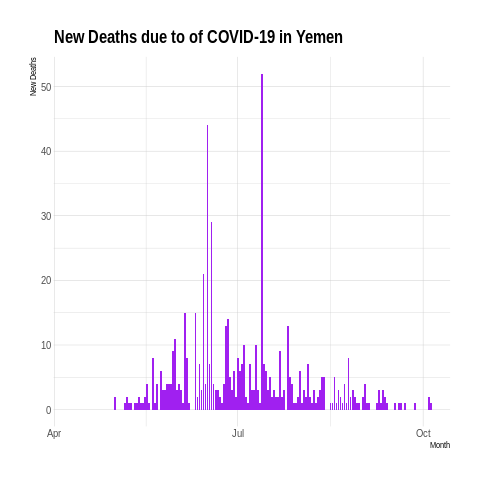 New Deaths due to of COVID-19 in Yemen
New Deaths
50
40
30
20
10
0
Apr
Jul
Oct
Month